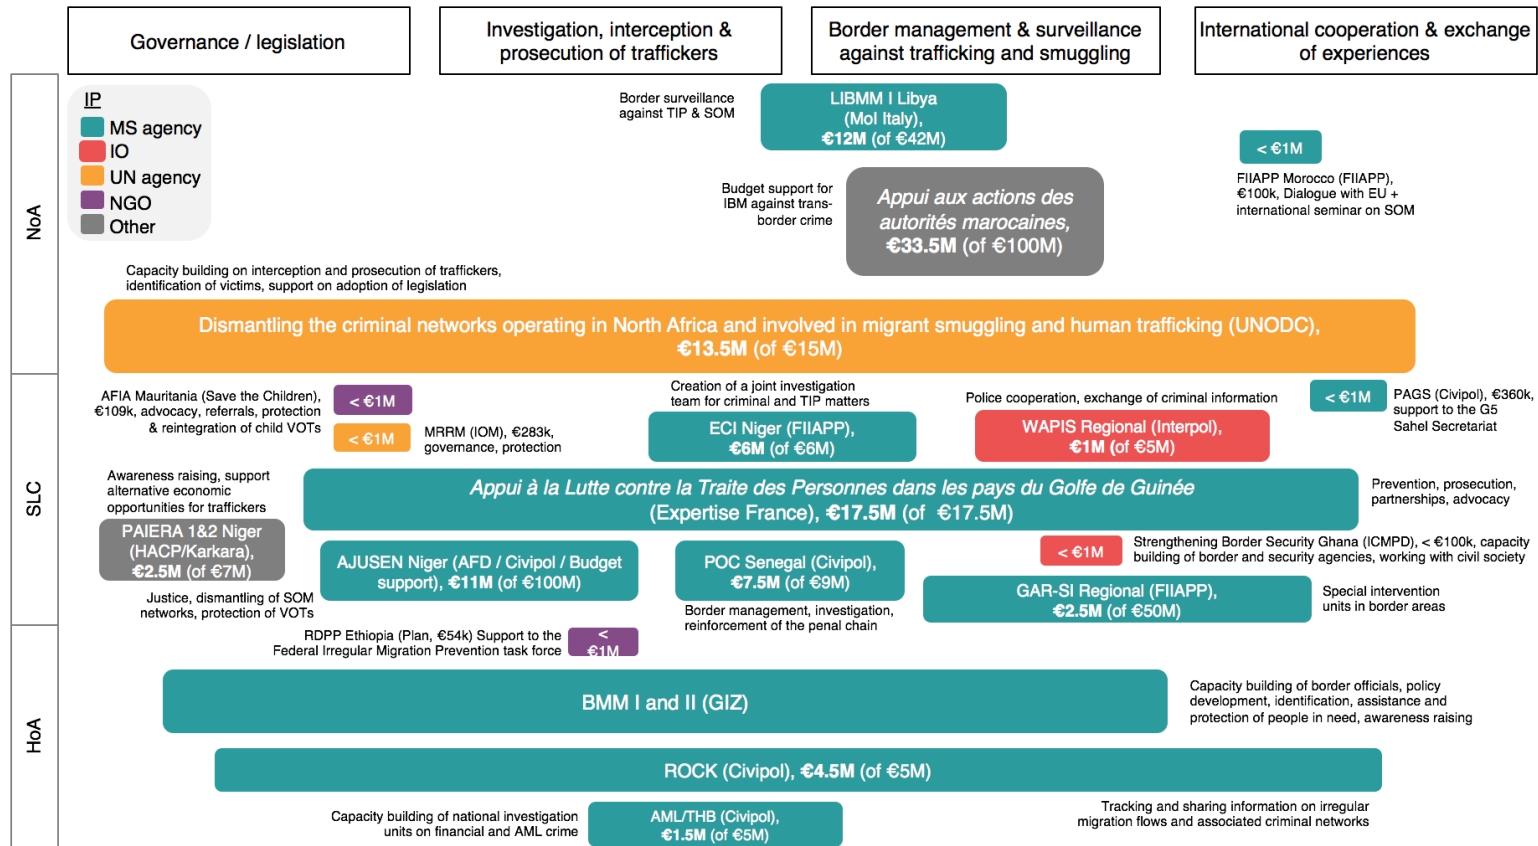 Governance / legislation
Investigation, interception &
prosecution of traffickers
Border management & surveillance
against trafficking and smuggling
International cooperation & exchange
of experiences
IP
MS agency
IO
UN agency
NGO
Other
NoA
Border surveillance
against TIP & SOM
LIBMM I Libya
(MoI Italy),
€12M (of €42M)
< €1M
FIIAPP Morocco (FIIAPP),
€100k, Dialogue with EU +
international seminar on SOM
Budget support for
IBM against trans-
border crime
Appui aux actions des
autorités marocaines,
€33.5M (of €100M)
Capacity building on interception and prosecution of traffickers,
identification of victims, support on adoption of legislation
Dismantling the criminal networks operating in North Africa and involved in migrant smuggling and human trafficking (UNODC),
€13.5M (of €15M)
SLC
AFIA Mauritania (Save the Children),
€109k, advocacy, referrals, protection
& reintegration of child VOTs
< €1M
< €1M
MRRM (IOM), €283k,
governance, protection
Creation of a joint investigation
team for criminal and TIP matters
ECI Niger (FIIAPP),
€6M (of €6M)
Police cooperation, exchange of criminal information
WAPIS Regional (Interpol),
€1M (of €5M)
< €1M
PAGS (Civipol), €360k,
support to the G5
Sahel Secretariat
Awareness raising, support
alternative economic
opportunities for traffickers
PAIERA 1&2 Niger
(HACP/Karkara),
€2.5M (of €7M)
Appui à la Lutte contre la Traite des Personnes dans les pays du Golfe de Guinée
(Expertise France), €17.5M (of €17.5M)
Prevention, prosecution,
partnerships, advocacy
AJUSEN Niger (AFD / Civipol / Budget
support), €11M (of €100M)
Justice, dismantling of SOM
networks, protection of VOTs
POC Senegal (Civipol),
€7.5M (of €9M)
Border management, investigation,
reinforcement of the penal chain
< €1M
Strengthening Border Security Ghana (ICMPD), < €100k, capacity
building of border and security agencies, working with civil society
GAR-SI Regional (FIIAPP),
€2.5M (of €50M)
Special intervention
units in border areas
HoA
RDPP Ethiopia (Plan, €54k) Support to the
Federal Irregular Migration Prevention task force
<
€1M
BMM I and II (GIZ)
Capacity building of border officials, policy
development, identification, assistance and
protection of people in need, awareness raising
ROCK (Civipol), €4.5M (of €5M)
Capacity building of national investigation
units on financial and AML crime
AML/THB (Civipol),
€1.5M (of €5M)
Tracking and sharing information on irregular
migration flows and associated criminal networks